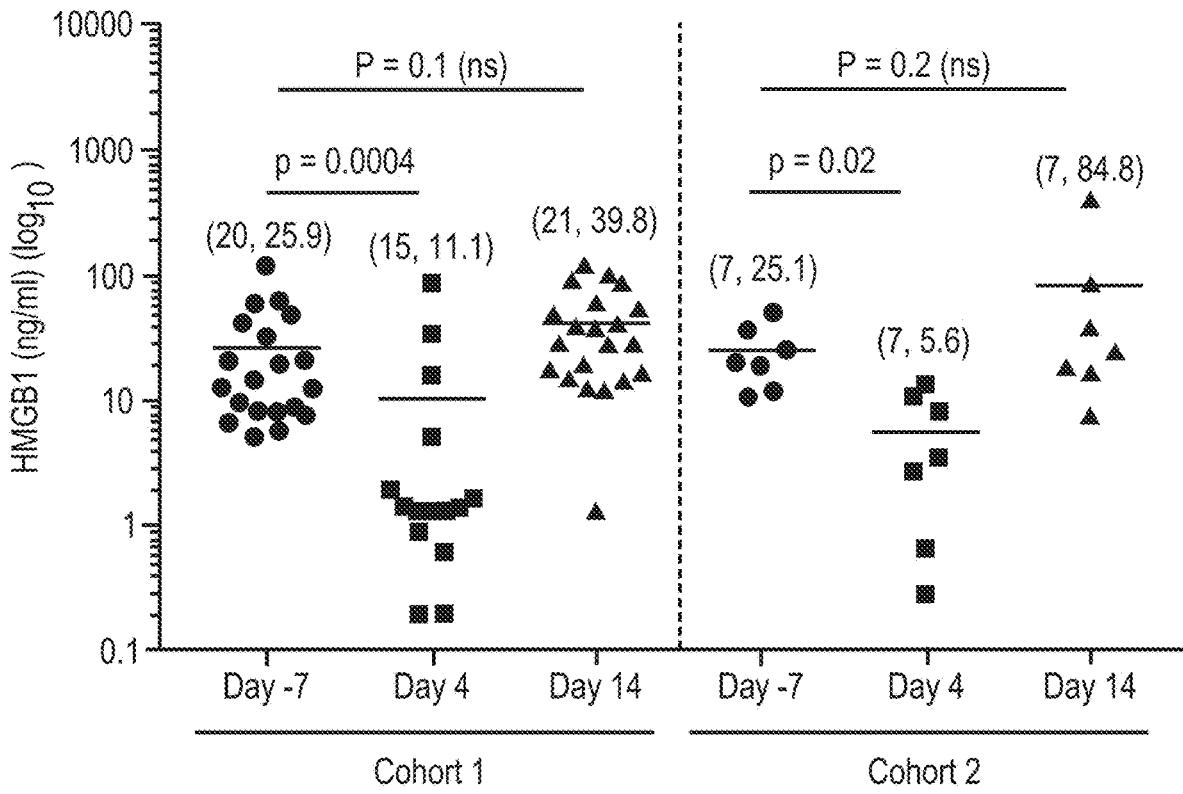 HMGB1 (ng/ml) (log10)
10000
1000
100
10
1
0.1
P = 0.1 (ns)
p = 0.0004
(20, 25.9)
(15, 11.1)
(21, 39.8)
P = 0.2 (ns)
p = 0.02
(7, 25.1)
(7, 5.6)
(7, 84.8)
Day -7 Day 4 Day 14 Day -7 Day 4 Day 14
Cohort 1 Cohort 2